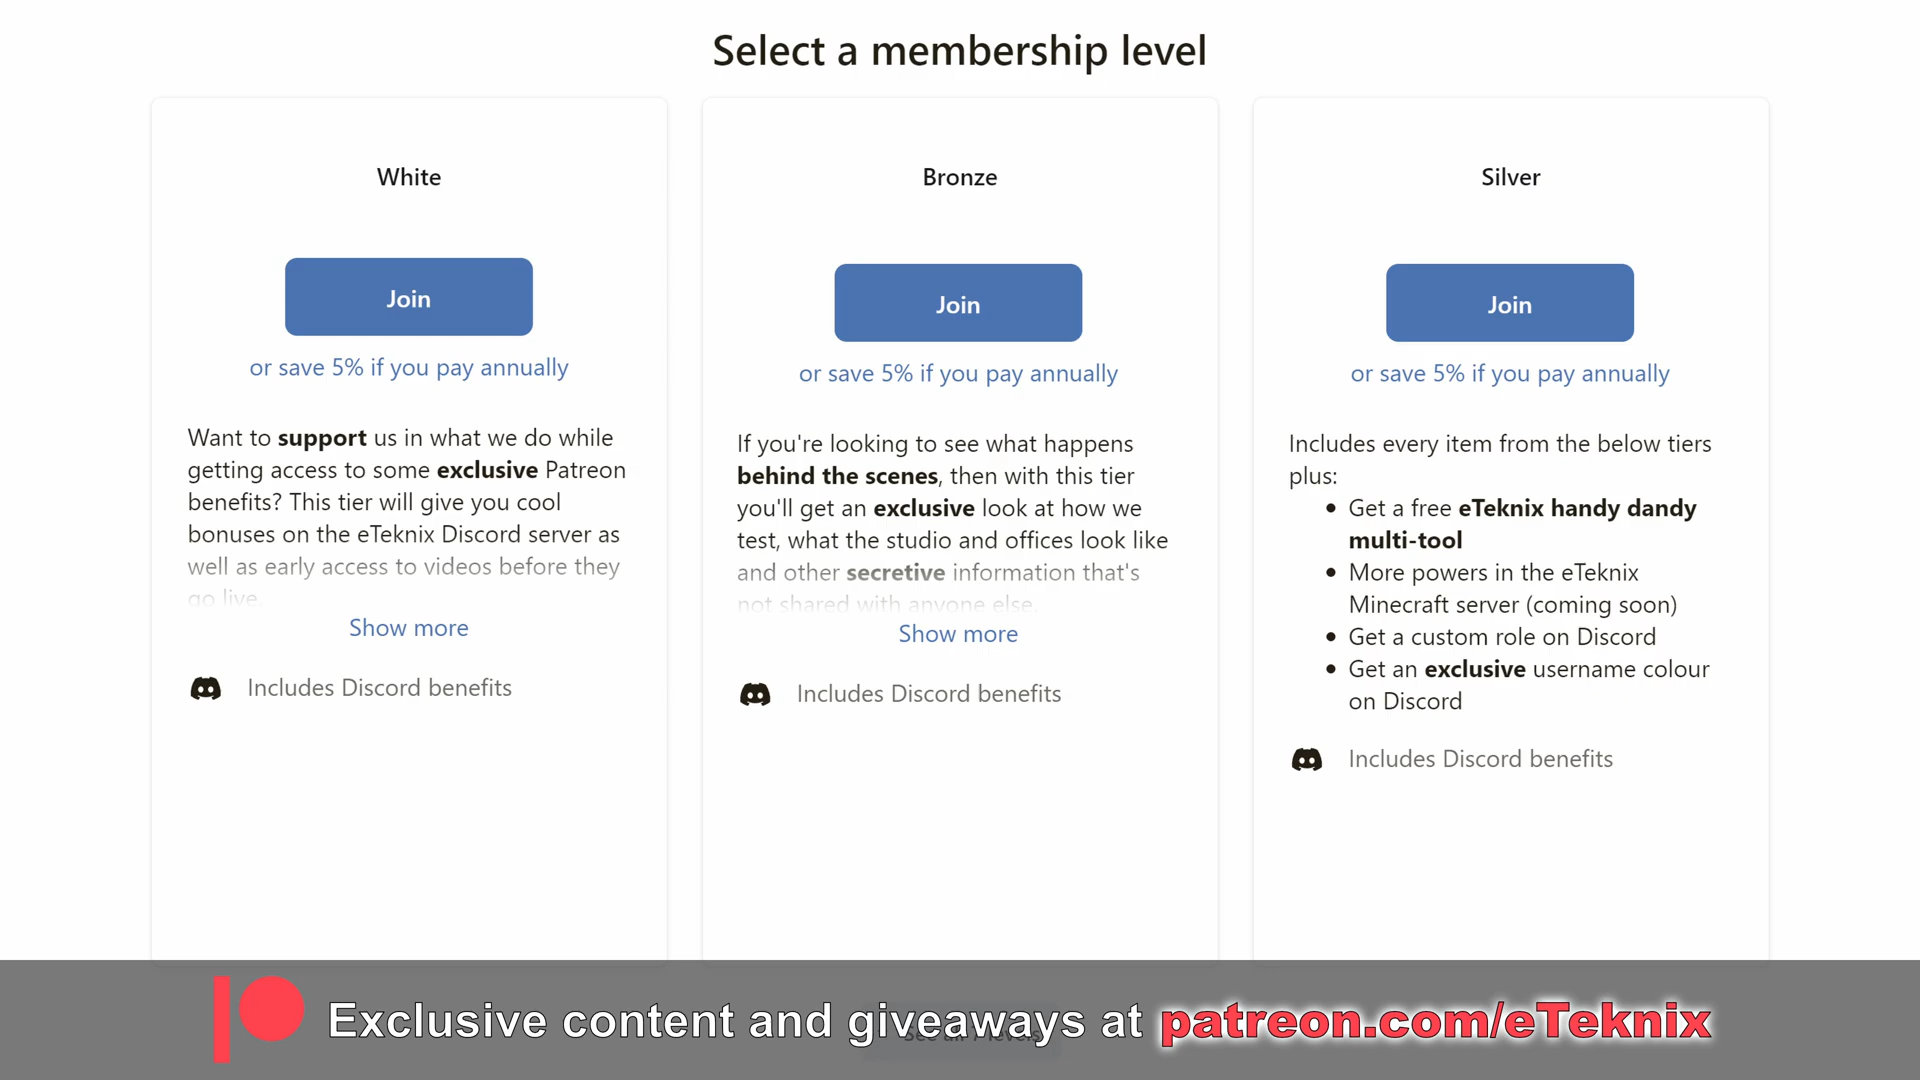 Select a membership level
White
Join
or save 5% if you pay annually
Want to support us in what we do while
getting access to some exclusive Patreon
benefits? This tier will give you cool
bonuses on the eTeknix Discord server as
well as early access to videos before they
go live.
Show more
Includes Discord benefits
Bronze
Join
or save 5% if you pay annually
If you're looking to see what happens
behind the scenes, then with this tier
you'll get an exclusive look at how we
test, what the studio and offices look like
and other secretive information that's
not shared with anyone else.
Show more
Includes Discord benefits
Silver
Join
or save 5% if you pay annually
Includes every item from the below tiers
plus:
• Get a free eTeknix handy dandy
multi-tool
• More powers in the eTeknix
Minecraft server (coming soon)
• Get a custom role on Discord
• Get an exclusive username colour
on Discord
Includes Discord benefits
Exclusive content and giveaways at patreon.com/eTeknix
See all 7 levels